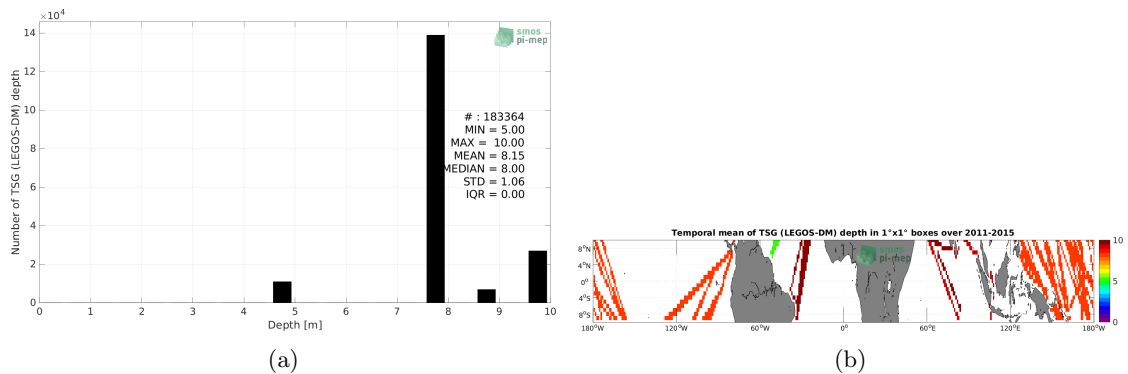 ×10⁴
14
12
10
8
6
4
2
0
Number of TSG (LEGOS-DM) depth
smos
pi-mep
# : 183364
MIN = 5.00
MAX = 10.00
MEAN = 8.15
MEDIAN = 8.00
STD = 1.06
IQR = 0.00
0 1 2 3 4 5 6 7 8 9 10
Depth [m]
(a)
Temporal mean of TSG (LEGOS-DM) depth in 1°x1° boxes over 2011-2015
smos
pi-mep
8°N
4°N
0°
4°S
8°S
180°W 120°W 60°W 0° 60°E 120°E 180°W
10
5
0
(b)